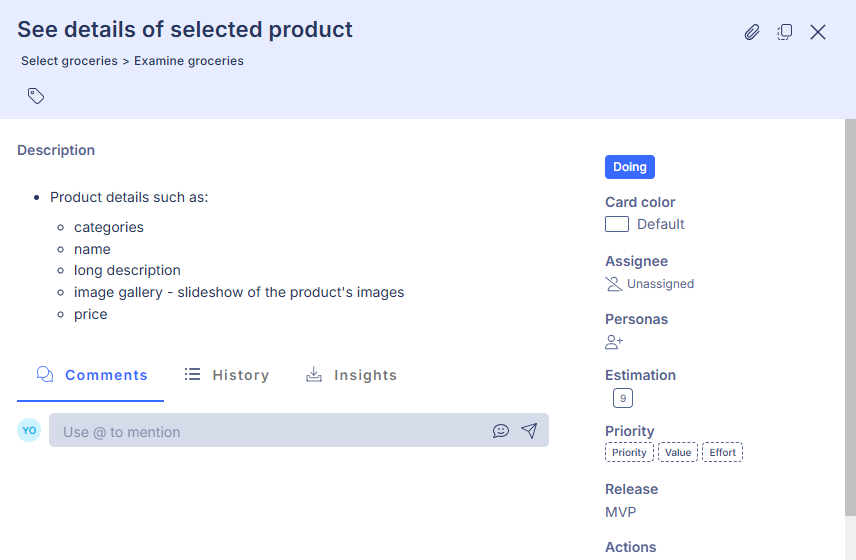 See details of selected product
Select groceries > Examine groceries
Description
Product details such as:
categories
name
long description
image gallery - slideshow of the product's images
price
Comments
History
Insights
YO
Use @ to mention
Doing
Card color
Default
Assignee
Unassigned
Personas
Estimation
9
Priority
Priority Value Effort
Release
MVP
Actions